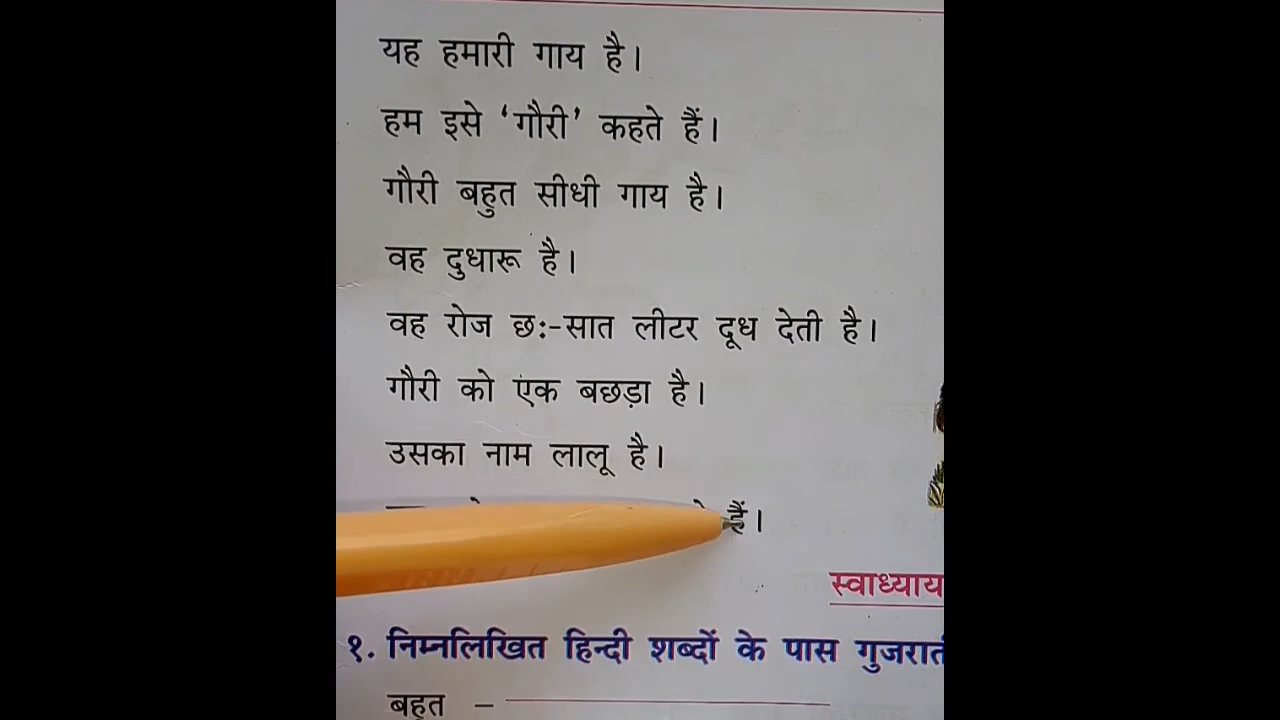 यह हमारी गाय है।
हम इसे ‘गौरी’ कहते हैं।
गौरी बहुत सीधी गाय है।
वह दुधारू है।
वह रोज छः-सात लीटर दूध देती है।
गौरी को एक बछड़ा है।
उसका नाम लालू है।
हैं।
स्वाध्याय
१. निम्नलिखित हिन्दी शब्दों के पास
बहुत –